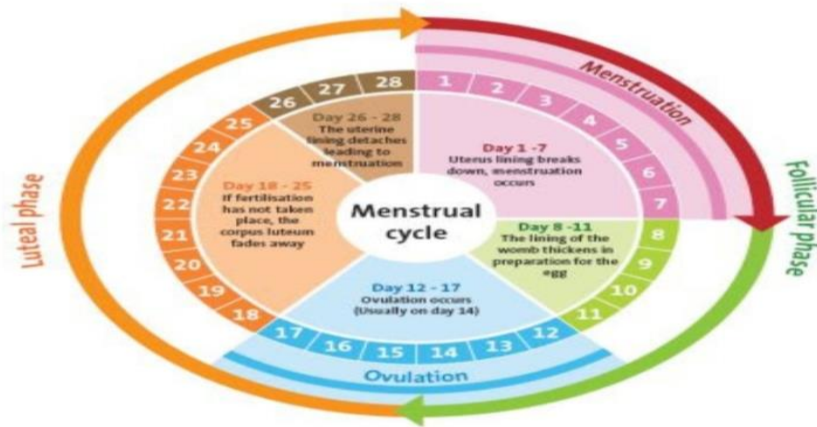 Menstrual
cycle
1
2
3
4
5
6
7
8
9
10
11
12
13
14
15
16
17
18
19
20
21
22
23
24
25
26
27
28
Menstruation
Day 1 -7
Uterus lining breaks
down, menstruation
occurs
Follicular phase
Day 8 -11
The lining of the
womb thickens in
preparation for the
egg
Day 12 - 17
Ovulation occurs
(Usually on day 14)
Ovulation
Luteal phase
Day 18 - 25
If fertilisation
has not taken
place, the
corpus luteum
fades away
Day 26 - 28
The uterine
lining detaches
leading to
menstruation